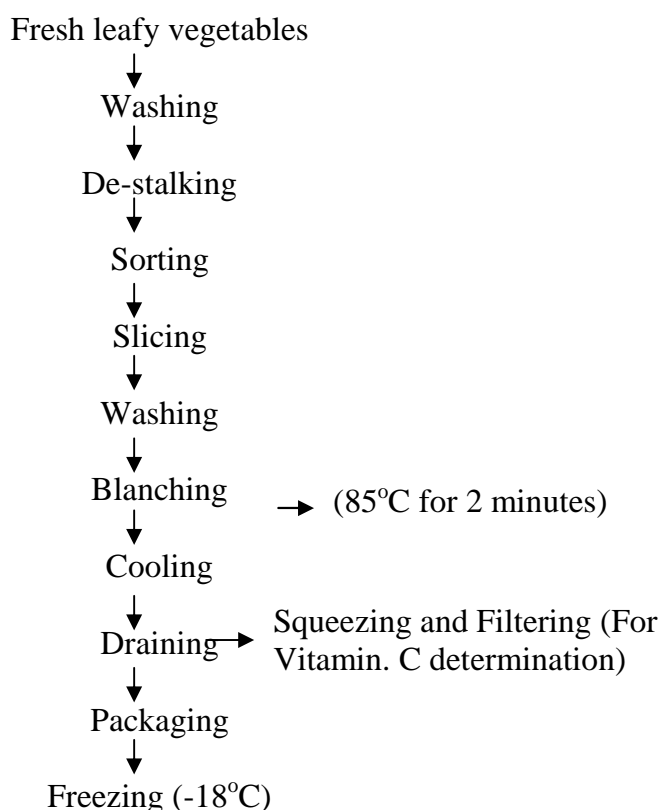 Fresh leafy vegetables
Washing
De-stalking
Sorting
Slicing
Washing
Blanching
(85°C for 2 minutes)
Cooling
Draining
Squeezing and Filtering (For
Vitamin. C determination)
Packaging
Freezing (-18°C)